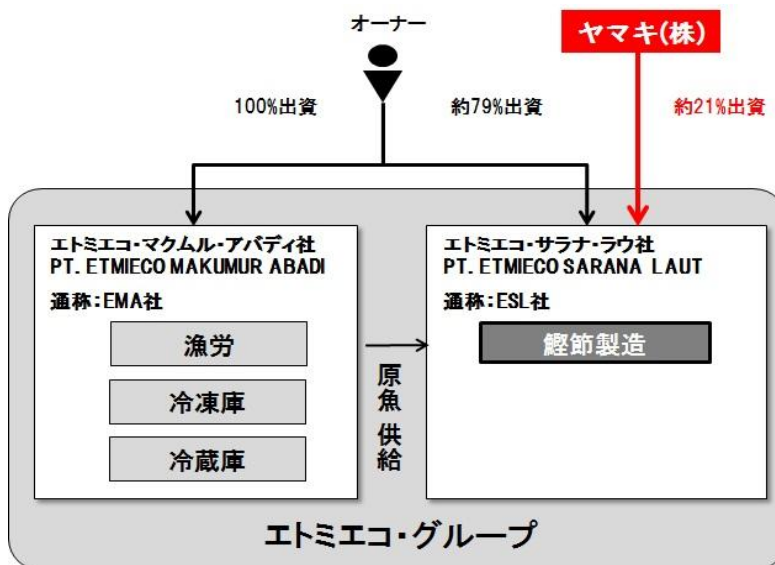 オーナー
ヤマキ(株)
100%出資
約79%出資
約21%出資
エトミエコ・マクムル・アバディ社
PT. ETMIECO MAKUMUR ABADI
通称：EMA社
漁労
冷凍庫
冷蔵庫
原魚供給
エトミエコ・サラナ・ラウ社
PT. ETMIECO SARANA LAUT
通称：ESL社
鰹節製造
エトミエコ・グループ